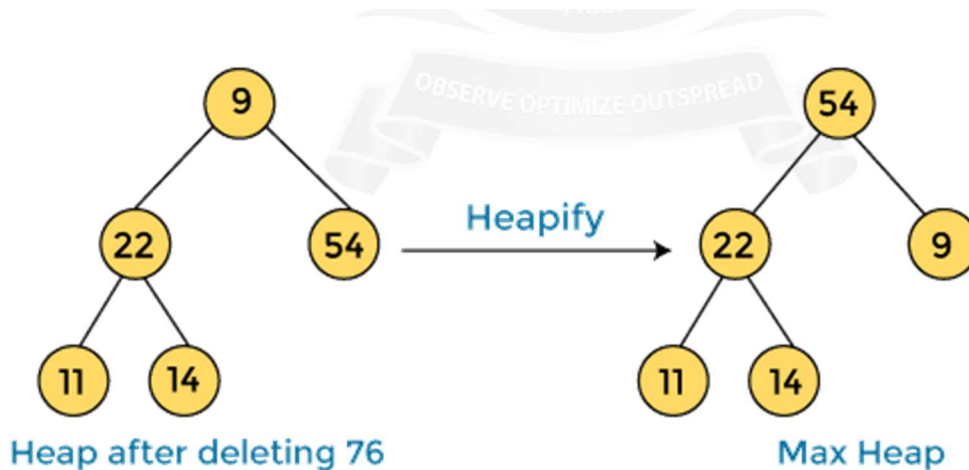 OBSERVE OPTIMIZE OUTSPREAD
9
54
22
54
Heapify
22
9
11
14
11
14
Heap after deleting 76
Max Heap